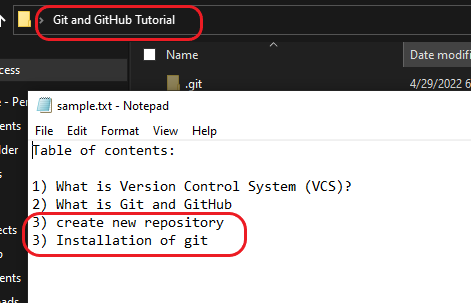 Git and GitHub Tutorial
Name
Date modifi
cess
.git
4/29/2022 6
- Per
sample.txt - Notepad
File Edit Format View Help
Table of contents:
1) What is Version Control System (VCS)?
2) What is Git and GitHub
3) create new repository
3) Installation of git
ents
lder
s
ects
ents